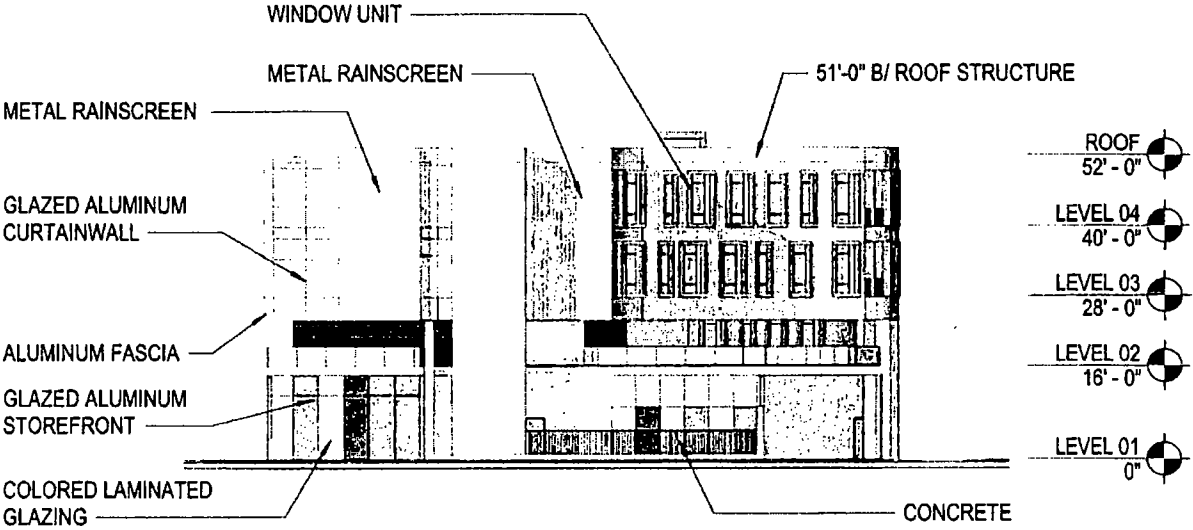 WINDOW UNIT
METAL RAINSCREEN
51'-0" B/ ROOF STRUCTURE
METAL RAINSCREEN
GLAZED ALUMINUM
CURTAINWALL
ALUMINUM FASCIA
GLAZED ALUMINUM
STOREFRONT
COLORED LAMINATED
GLAZING
CONCRETE
ROOF
52' - 0"
LEVEL 04
40' - 0"
LEVEL 03
28' - 0"
LEVEL 02
16' - 0"
LEVEL 01
0"